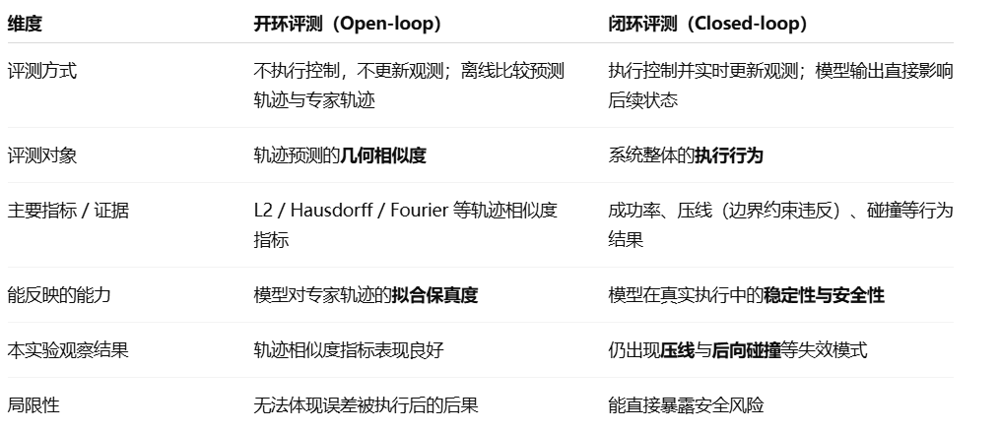 维度 开环评测（Open-loop） 闭环评测（Closed-loop）
评测方式 不执行控制，不更新观测；离线比较预测 执行控制并实时更新观测；模型输出直接影响
轨迹与专家轨迹 后续状态
评测对象 轨迹预测的几何相似度 系统整体的执行行为
主要指标 / 证据 L2 / Hausdorff / Fourier 等轨迹相似度 成功率、压线（边界约束违反）、碰撞等行为
指标 结果
能反映的能力 模型对专家轨迹的拟合保真度 模型在真实执行中的稳定性与安全性
本实验观察结果 轨迹相似度指标表现良好 仍出现压线与后向碰撞等失效模式
局限性 无法体现误差被执行后的后果 能直接暴露安全风险